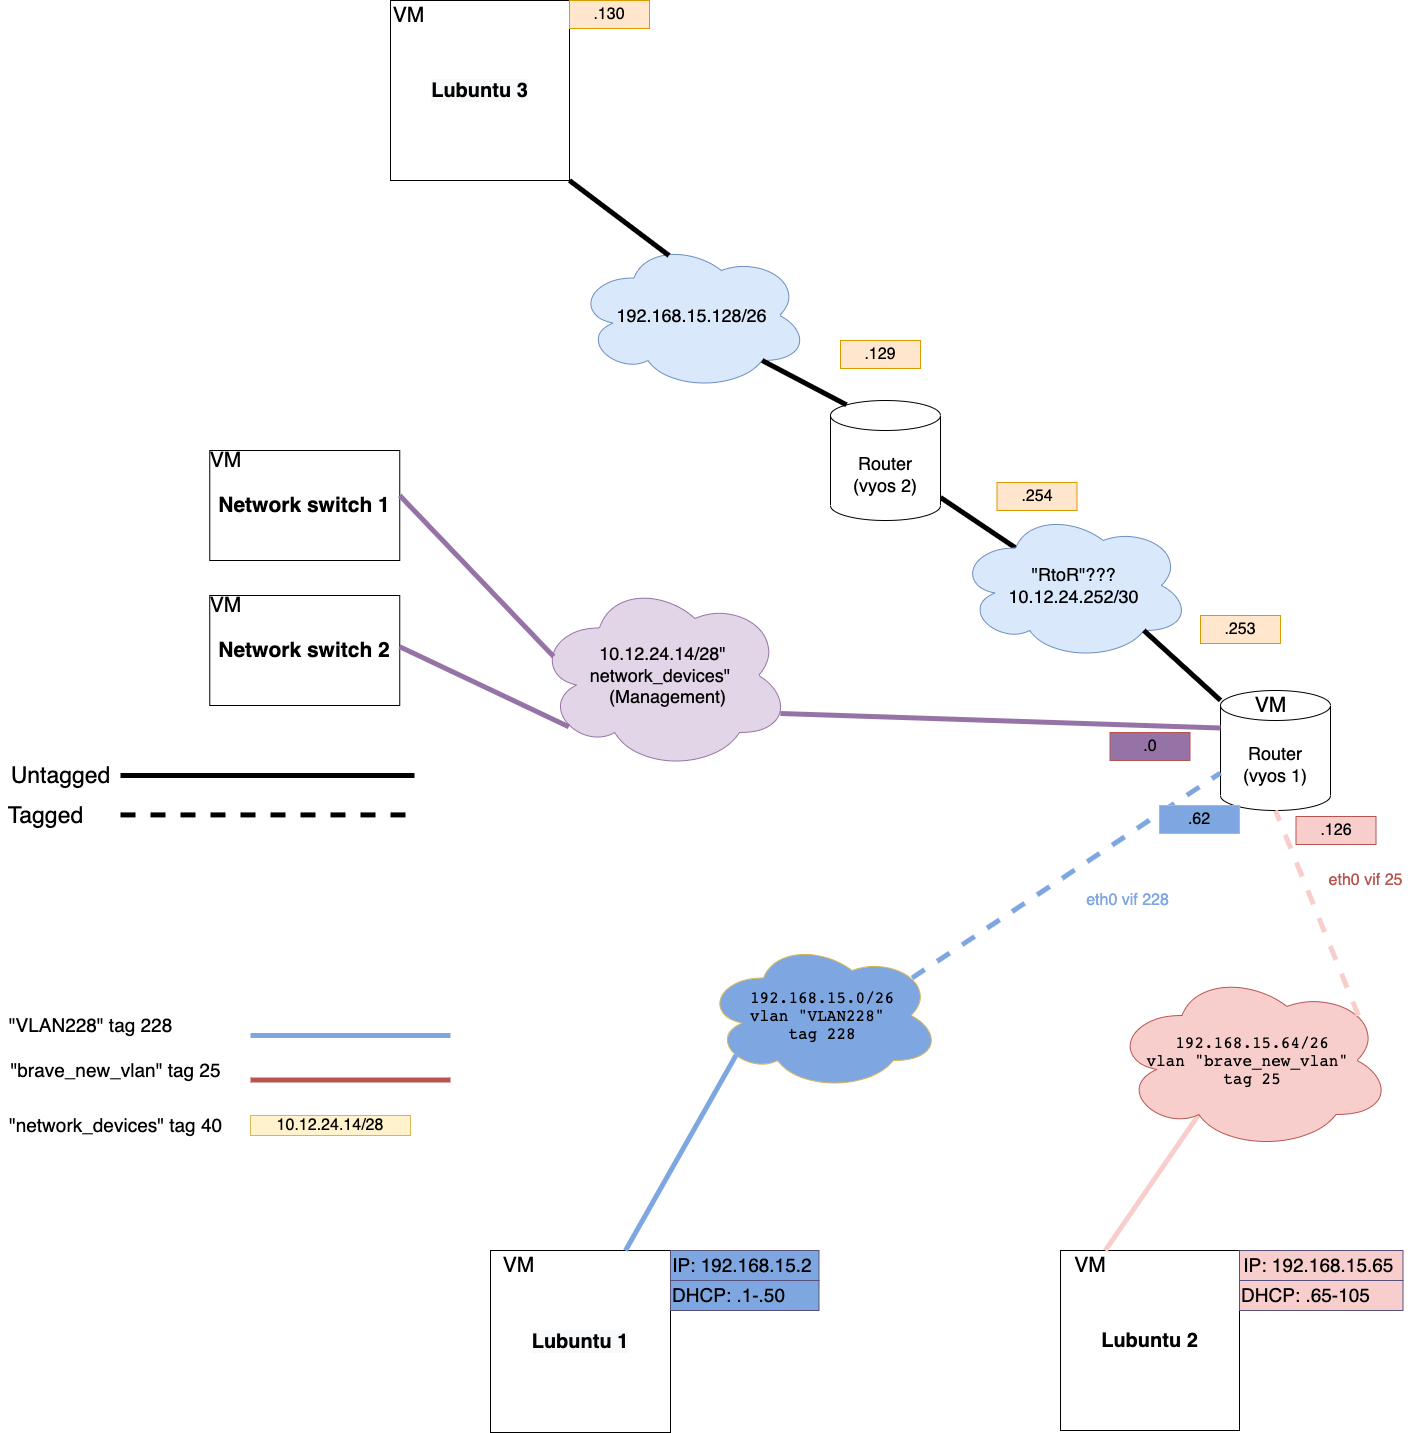 VM
.130
Lubuntu 3
192.168.15.128/26
.129
Router
(vyos 2)
.254
"RtoR"???
10.12.24.252/30
.253
VM
Network switch 1
VM
Network switch 2
10.12.24.14/28"
network_devices"
(Management)
VM
Router
(vyos 1)
.0
.62
.126
eth0 vif 228
eth0 vif 25
Untagged
Tagged
192.168.15.0/26
vlan "VLAN228"
tag 228
192.168.15.64/26
vlan "brave_new_vlan"
tag 25
"VLAN228" tag 228
"brave_new_vlan" tag 25
"network_devices" tag 40
10.12.24.14/28
VM
IP: 192.168.15.2
DHCP: .1-.50
Lubuntu 1
VM
IP: 192.168.15.65
DHCP: .65-105
Lubuntu 2